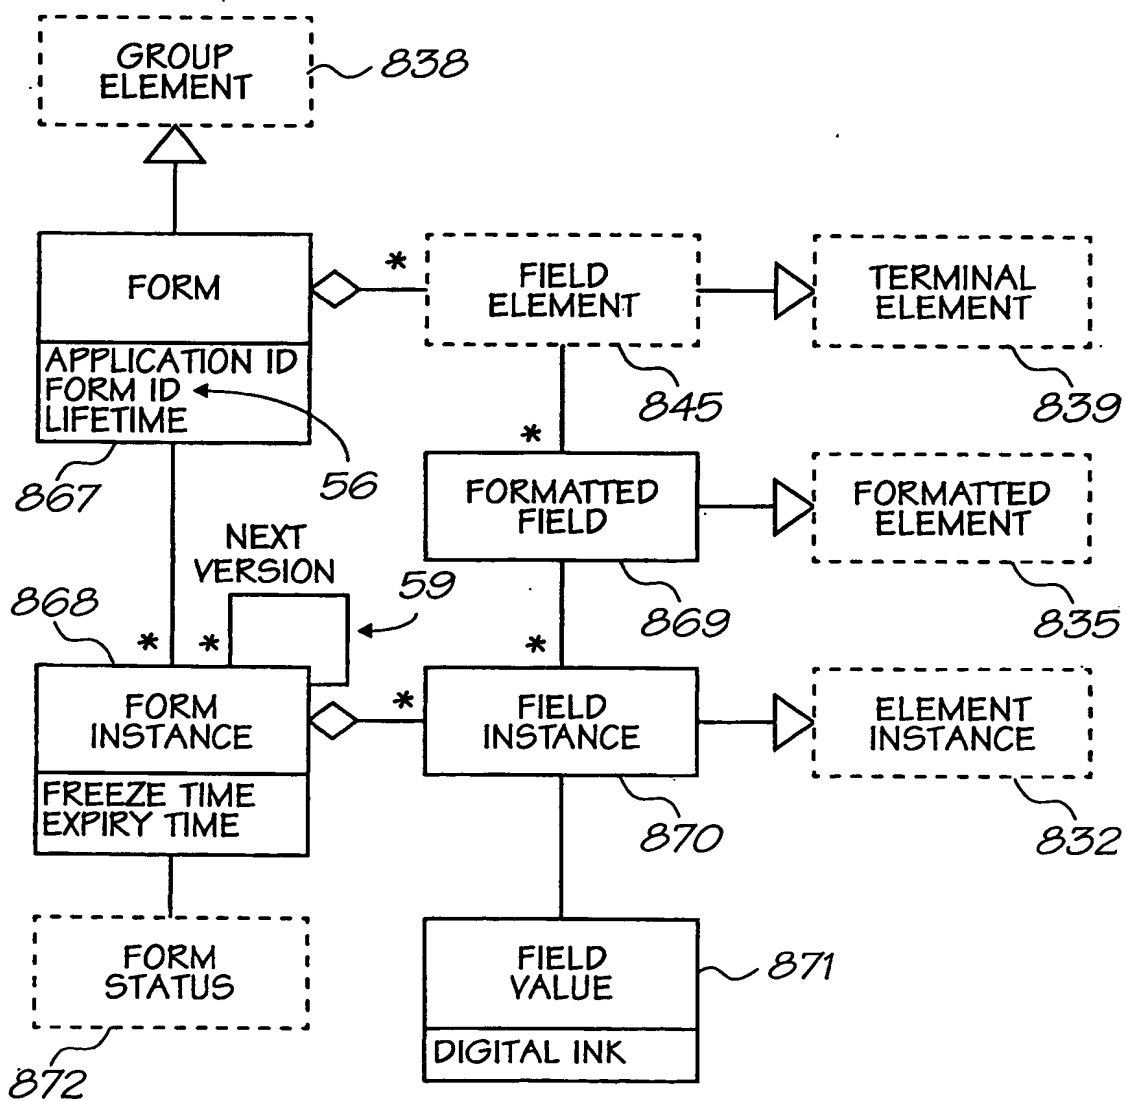 GROUP
ELEMENT
838
FORM
*
FIELD
ELEMENT
TERMINAL
ELEMENT
APPLICATION ID
FORM ID
LIFETIME
845
839
867
56
*
FORMATTED
FIELD
FORMATTED
ELEMENT
NEXT
VERSION
59
869
835
868
*
*
*
FORM
INSTANCE
*
FIELD
INSTANCE
ELEMENT
INSTANCE
FREEZE TIME
EXPIRY TIME
870
832
FORM
STATUS
FIELD
VALUE
871
DIGITAL INK
872